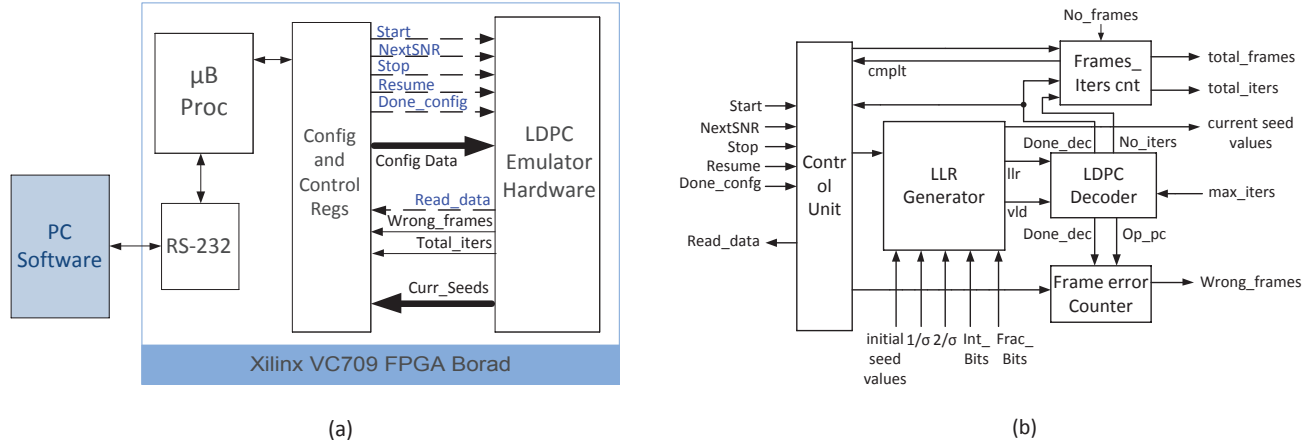 Start
NextSNR
Stop
Resume
Done_config
Config Data
Read_data
Wrong_frames
Total_iters
Curr_Seeds
µB
Proc
RS-232
PC
Software
Config
and
Control
Regs
LDPC
Emulator
Hardware
Xilinx VC709 FPGA Borad
(a)
No_frames
cmplt
Frames_
Iters cnt
total_frames
total_iters
Start
NextSNR
Stop
Resume
Done_confg
Read_data
Contr
ol
Unit
LLR
Generator
llr
vld
Done_dec
No_iters
current seed
values
LDPC
Decoder
max_iters
Done_dec
Op_pc
Frame error
Counter
Wrong_frames
initial
seed
values
1/σ
2/σ
Int_
Bits
Frac_
Bits
(b)